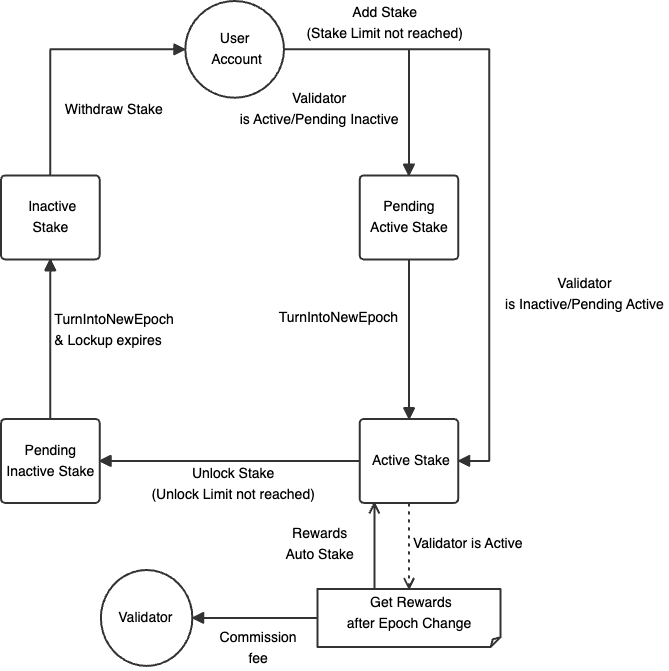 Add Stake
(Stake Limit not reached)
User
Account
Withdraw Stake
Validator
is Active/Pending Inactive
Inactive
Stake
Pending
Active Stake
Validator
is Inactive/Pending Active
TurnIntoNewEpoch
& Lockup expires
TurnIntoNewEpoch
Pending
Inactive Stake
Active Stake
Unlock Stake
(Unlock Limit not reached)
Rewards
Auto Stake
Validator is Active
Validator
Get Rewards
after Epoch Change
Commission
fee